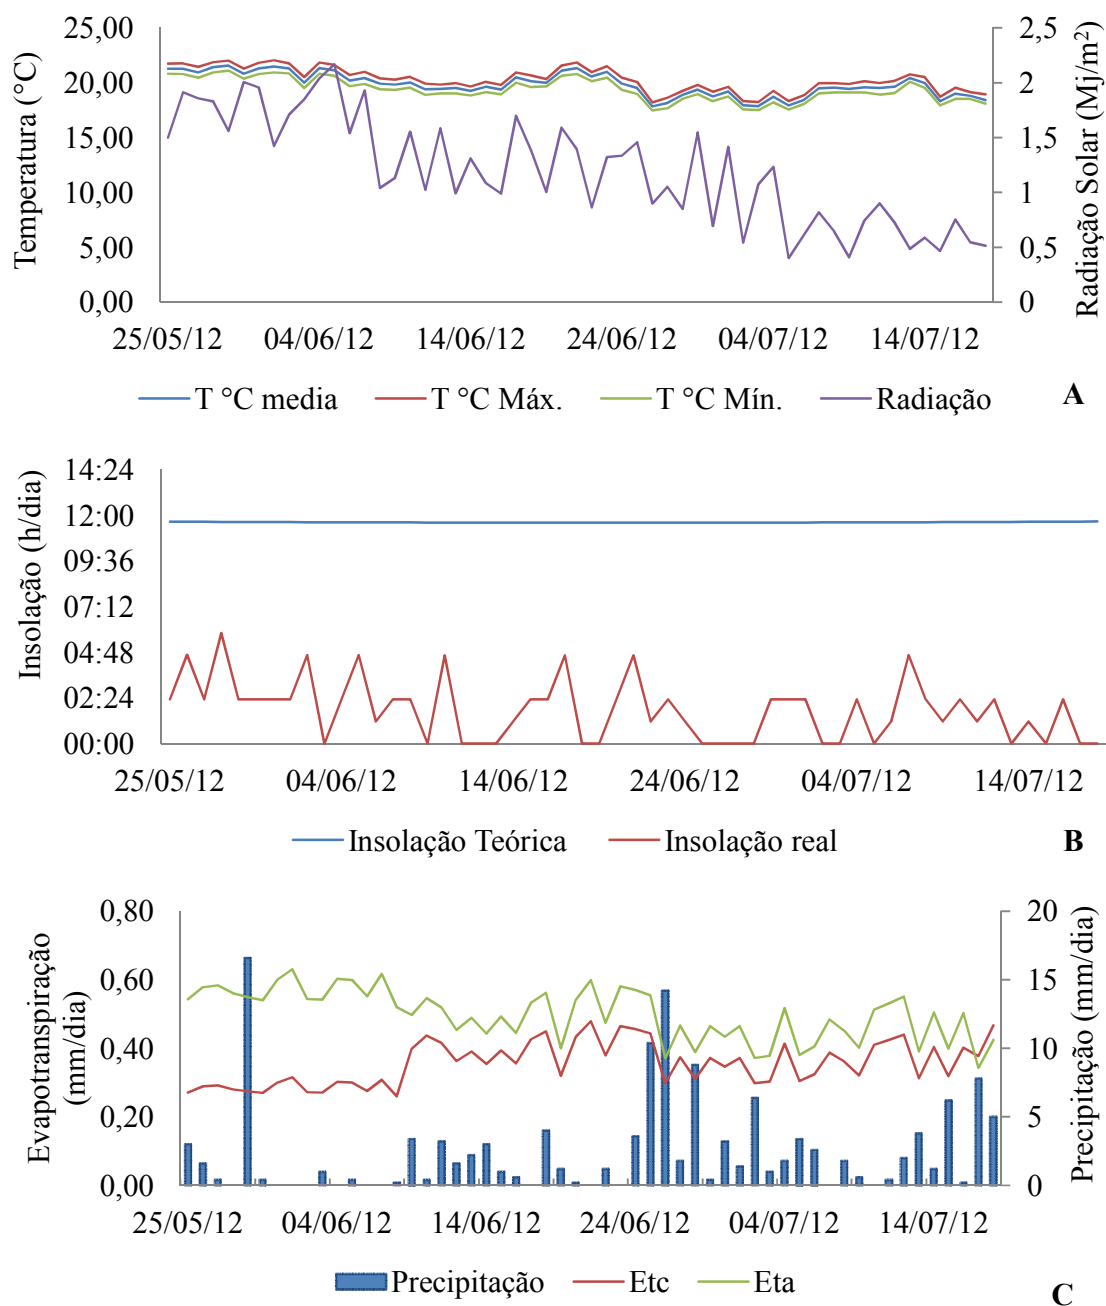 25,00
20,00
15,00
10,00
5,00
0,00
Temperatura (°C)
2,5
2
1,5
1
0,5
0
Radiação Solar (Mj/m²)
25/05/12 04/06/12 14/06/12 24/06/12 04/07/12 14/07/12
T °C media T °C Máx. T °C Mín. Radiação
A
14:24
12:00
09:36
07:12
04:48
02:24
00:00
Insolação (h/dia)
25/05/12 04/06/12 14/06/12 24/06/12 04/07/12 14/07/12
Insolação Teórica Insolação real
B
0,80
0,60
0,40
0,20
0,00
Evapotranspiração
(mm/dia)
20
15
10
5
0
Precipitação (mm/dia)
25/05/12 04/06/12 14/06/12 24/06/12 04/07/12 14/07/12
Precipitação Etc Eta
C